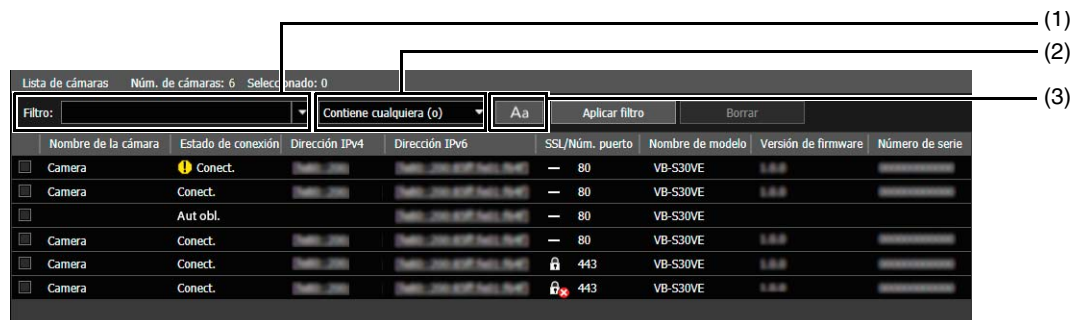 (1)
(2)
Lista de cámaras Núm. de cámaras: 6 Seleccionado: 0
(3)
Filtro: Contiene cualquiera (o) Aa Aplicar filtro Borrar
Nombre de la cámara Estado de conexión Dirección IPv4 Dirección IPv6 SSL/Núm. puerto Nombre de modelo Versión de firmware Número de serie
Camera Conect. — 80 VB-S30VE
Camera Conect. — 80 VB-S30VE
Aut obl. — 80 VB-S30VE
Camera Conect. — 80 VB-S30VE
Camera Conect. 443 VB-S30VE
Camera Conect. 443 VB-S30VE